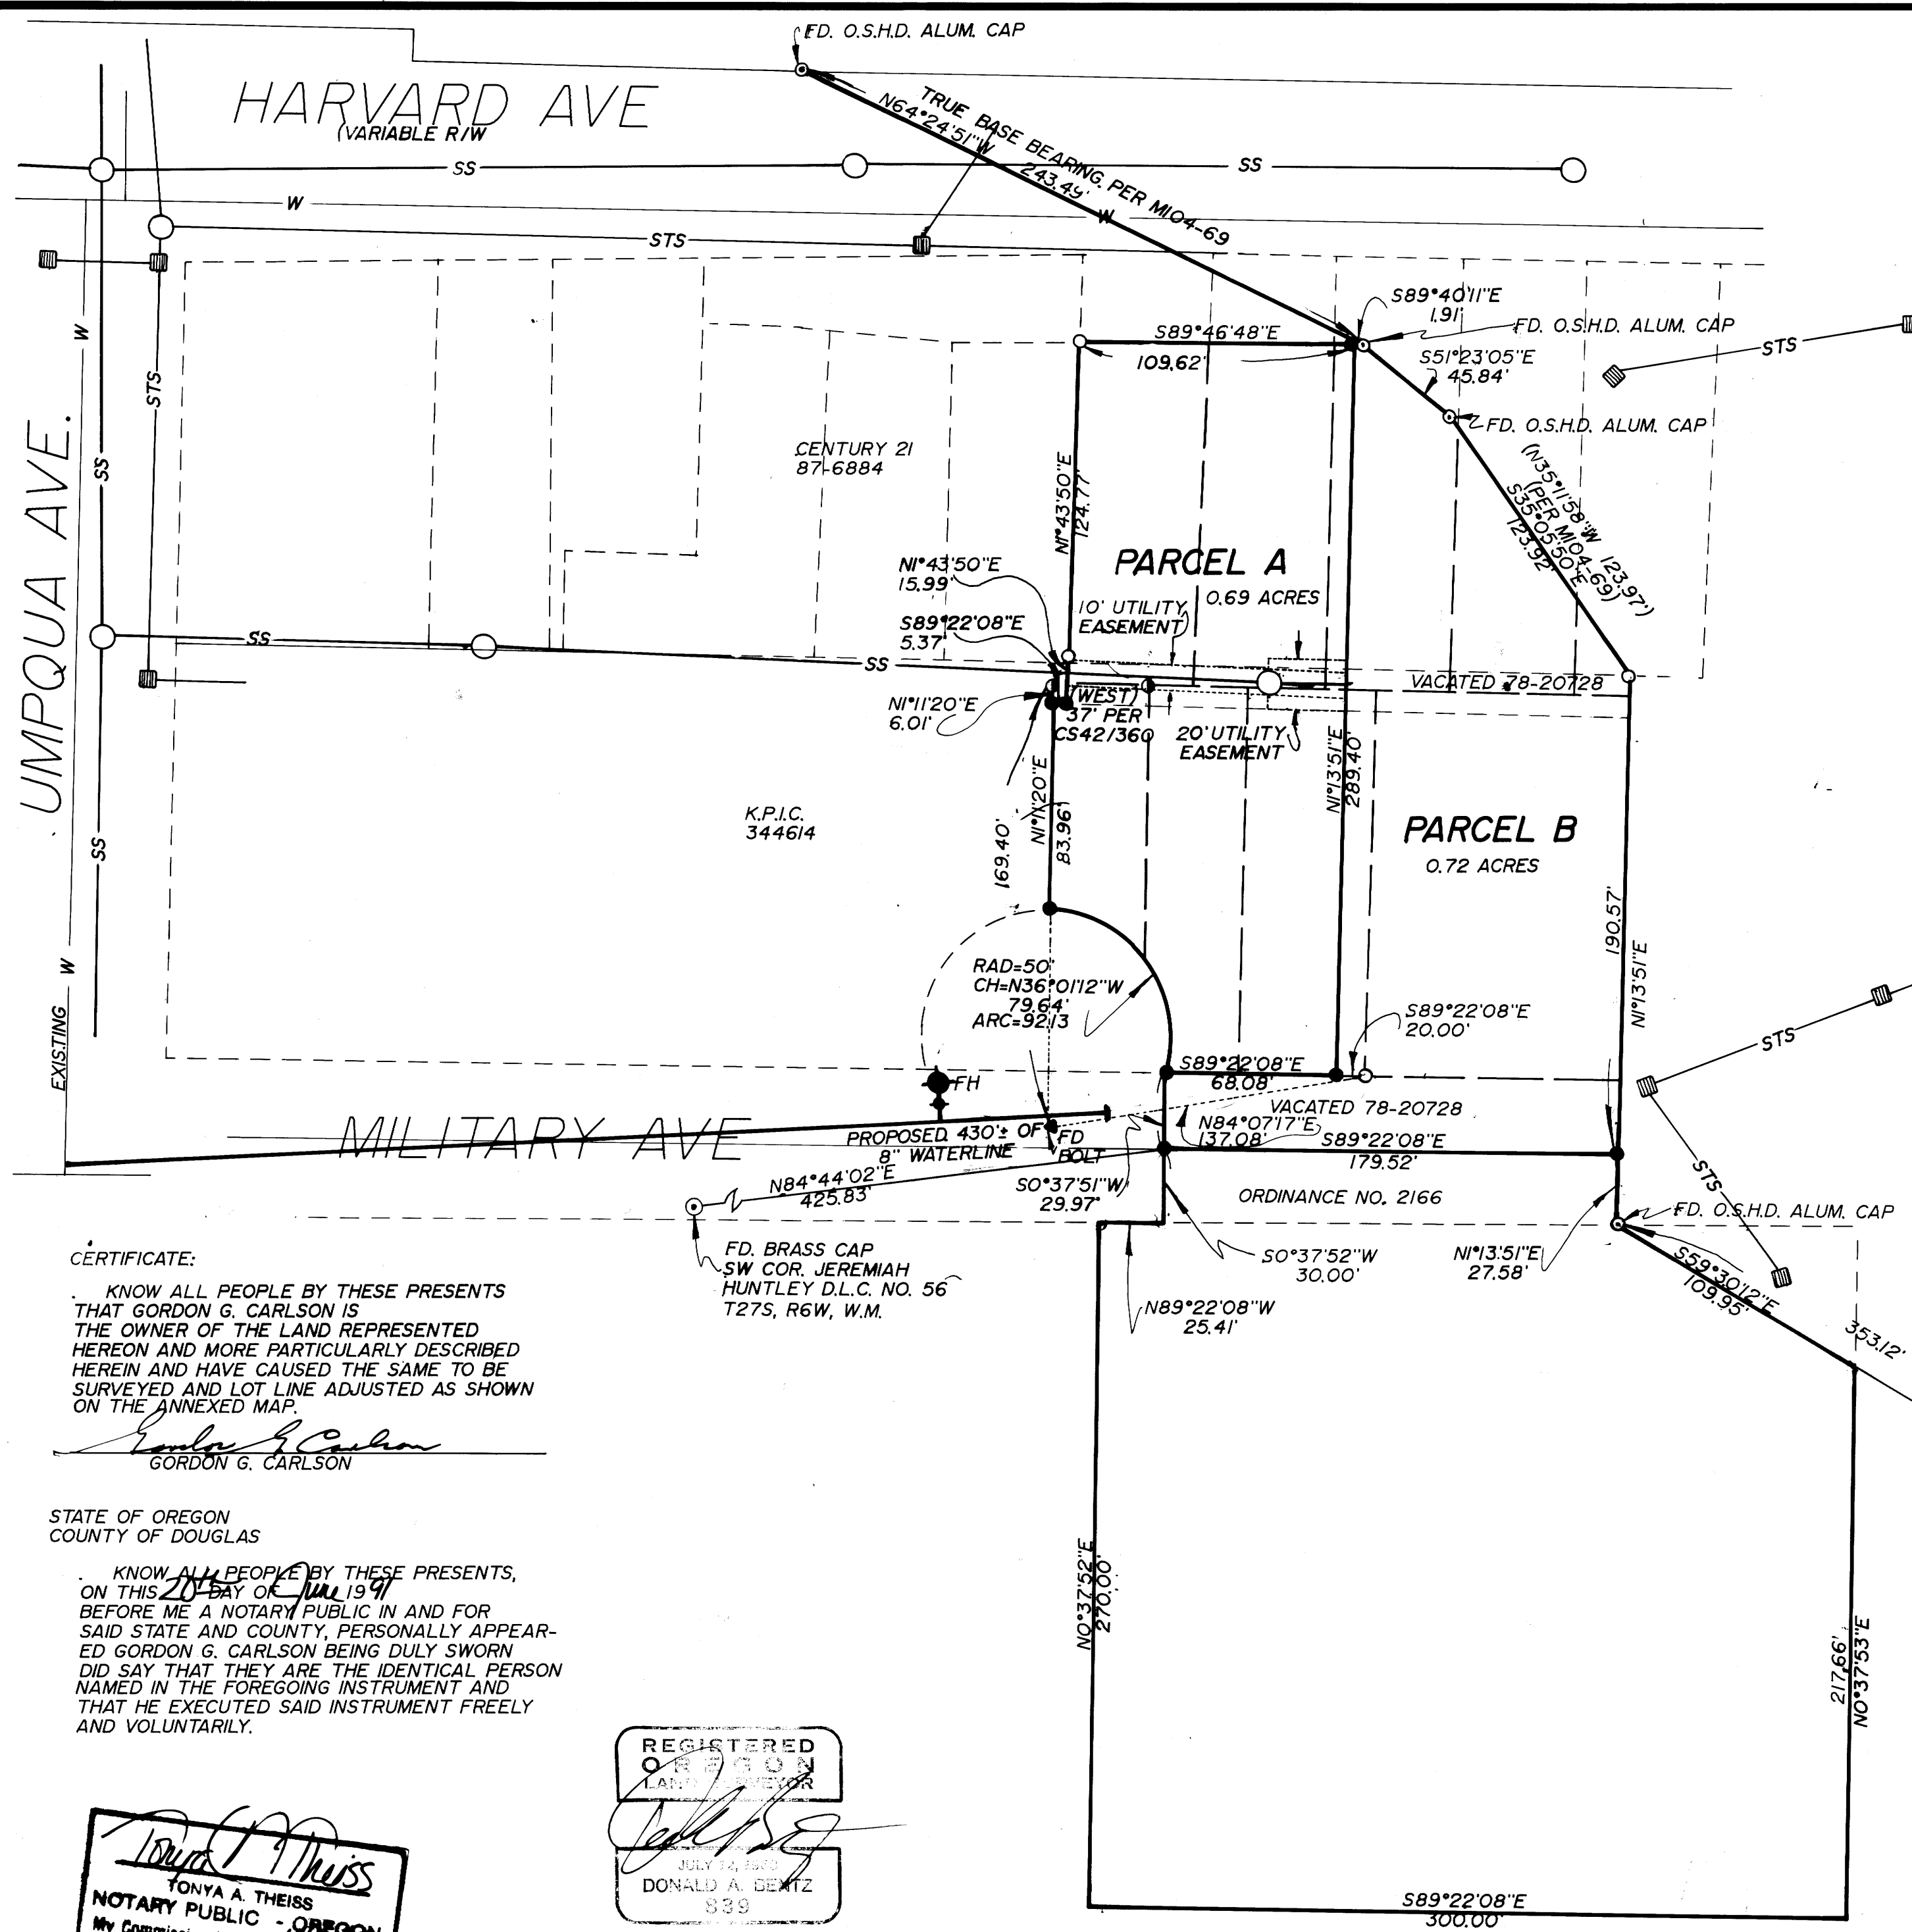 FD. O.S.H.D. ALUM. CAP
HARVARD AVE
(VARIABLE R/W
TRUE BASE BEARING PER M104-69
N64°24'51"W
243.49'
SS
SS
W
W
STS
S89°40'11"E
1.91'
FD. O.S.H.D. ALUM. CAP
S89°46'48"E
109.62'
S51°23'05"E
45.84'
STS
FD. O.S.H.D. ALUM. CAP
W
STS
SS
UMPQUA AVE.
CENTURY 21
87-6884
N1°43'50"E
124.77'
(N35°11'58"W 123.97')
(PER M104-69)
S35°05'50"E
123.92'
PARCEL A
0.69 ACRES
N1°43'50"E
15.99'
10' UTILITY
EASEMENT
S89°22'08"E
5.37'
SS
SS
VACATED 78-20728
N1°11'20"E
6.01'
(WEST)
37' PER
CS42/360
20' UTILITY
EASEMENT
N1°13'51"E
289.40'
K.P.I.C.
344614
169.40'
N1°11'20"E
83.96'
PARCEL B
0.72 ACRES
SS
W
EXISTING
190.57'
N1°13'51"E
RAD=50'
CH=N36°01'12"W
79.64'
ARC=92.13
S89°22'08"E
20.00'
STS
S89°22'08"E
68.08'
FH
VACATED 78-20728
MILITARY AVE
PROPOSED 430'± OF
8" WATERLINE
FD
BOLT
N84°07'17"E
137.08'
S89°22'08"E
179.52'
STS
N84°44'02"E
425.83'
S0°37'51"W
29.97'
ORDINANCE NO. 2166
FD. O.S.H.D. ALUM. CAP
FD. BRASS CAP
SW COR. JEREMIAH
HUNTLEY D.L.C. NO. 56
T27S, R6W, W.M.
S0°37'52"W
30.00'
N1°13'51"E
27.58'
S59°30'12"E
109.95'
353.12'
N89°22'08"W
25.41'
CERTIFICATE:
KNOW ALL PEOPLE BY THESE PRESENTS
THAT GORDON G. CARLSON IS
THE OWNER OF THE LAND REPRESENTED
HEREON AND MORE PARTICULARLY DESCRIBED
HEREIN AND HAVE CAUSED THE SAME TO BE
SURVEYED AND LOT LINE ADJUSTED AS SHOWN
ON THE ANNEXED MAP.
Gordon G Carlson
GORDON G. CARLSON
STATE OF OREGON
COUNTY OF DOUGLAS
KNOW ALL PEOPLE BY THESE PRESENTS,
ON THIS 20th DAY OF June 1991
BEFORE ME A NOTARY PUBLIC IN AND FOR
SAID STATE AND COUNTY, PERSONALLY APPEAR-
ED GORDON G. CARLSON BEING DULY SWORN
DID SAY THAT THEY ARE THE IDENTICAL PERSON
NAMED IN THE FOREGOING INSTRUMENT AND
THAT HE EXECUTED SAID INSTRUMENT FREELY
AND VOLUNTARILY.
N0°37'52"E
270.00'
217.66'
N0°37'53"E
REGISTERED
OREGON
LAND SURVEYOR
JULY
DONALD A. BENTZ
839
Tonya A Theiss
TONYA A. THEISS
NOTARY PUBLIC - OREGON
My
S89°22'08"E
300.00'